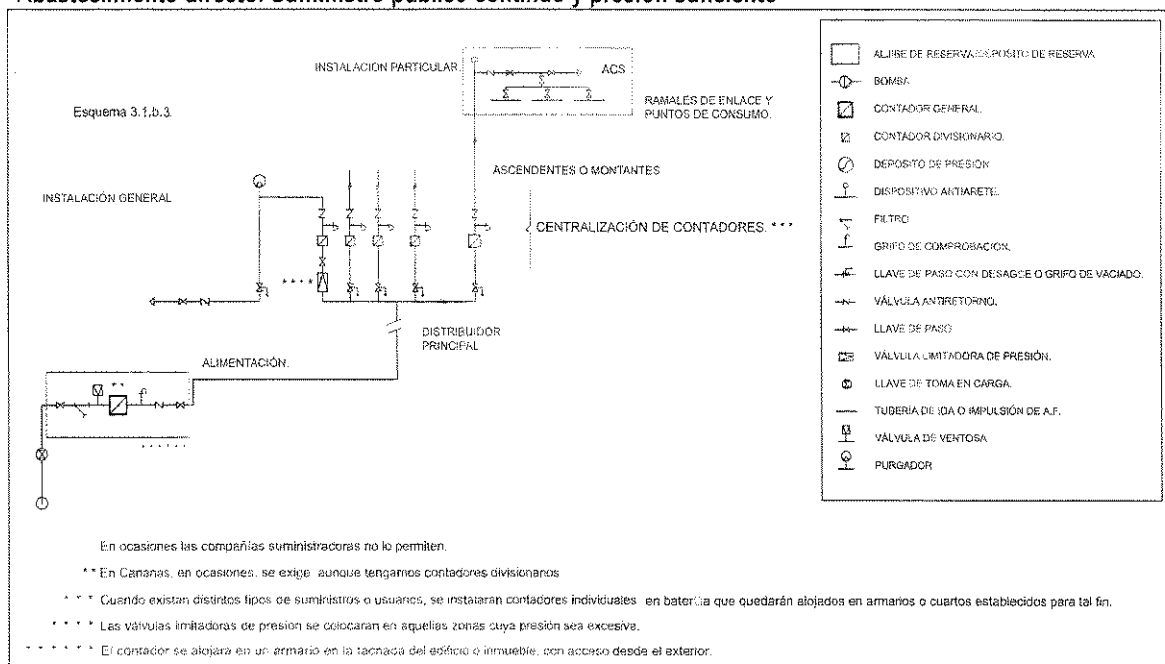 Abastecimiento directo. Suministro público continuo y presión suficiente
INSTALACIÓN PARTICULAR.
ACS
RAMALES DE ENLACE Y
PUNTOS DE CONSUMO.
Esquema 3.1.b.3.
ASCENDENTES O MONTANTES
INSTALACIÓN GENERAL
CENTRALIZACIÓN DE CONTADORES. * * *
* * * *
DISTRIBUIDOR
PRINCIPAL
ALIMENTACIÓN.
* *
* * * * * *
ALJIBE DE RESERVA/DEPÓSITO DE RESERVA
BOMBA
CONTADOR GENERAL.
CONTADOR DIVISIONARIO.
DEPOSITO DE PRESION
DISPOSITIVO ANTIARIETE.
FILTRO
GRIFO DE COMPROBACION.
LLAVE DE PASO CON DESAGÜE O GRIFO DE VACIADO.
VÁLVULA ANTIRETORNO.
LLAVE DE PASO
VÁLVULA LIMITADORA DE PRESIÓN.
LLAVE DE TOMA EN CARGA.
TUBERÍA DE IDA O IMPULSIÓN DE A.F.
VÁLVULA DE VENTOSA
PURGADOR
En ocasiones las compañías suministradoras no lo permiten.
* * En Canarias, en ocasiones, se exige aunque tengamos contadores divisionarios
* * * Cuando existan distintos tipos de suministros o usuarios, se instataran contadores individuales en batería que quedarán alojados en armarios o cuartos establecidos para tal fin.
* * * * Las válvulas limitadoras de presion se colocaran en aquellas zonas cuya presión sea excesiva.
* * * * * * El contador se alojara en un armario en la fachada del edificio o inmueble, con acceso desde el exterior.